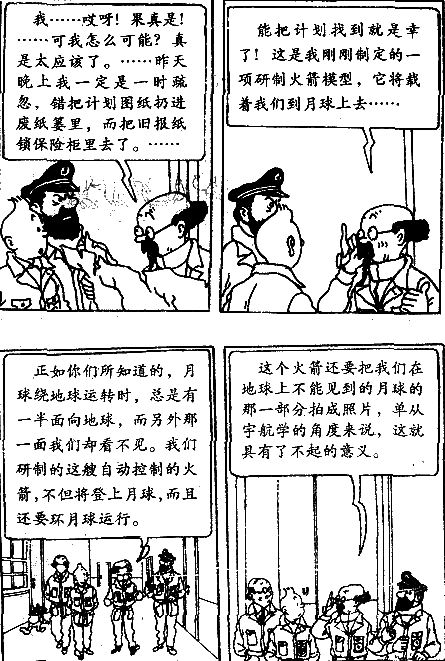 我……哎呀！果真是！
……可我怎么可能？真
是太应该了。……昨天
晚上我一定是一时疏
忽，错把计划图纸扔进
废纸篓里，而把旧报纸
锁保险柜里去了。……
能把计划找到就是幸
了！这是我刚刚制定的一
项研制火箭模型，它将载
着我们到月球上去……
正如你们所知道的，月
球绕地球运转时，总是有
一半面向地球，而另外那
一面我们却看不见。我们
研制的这艘自动控制的火
箭，不但将登上月球，而且
还要环月球运行。
这个火箭还要把我们在
地球上不能见到的月球的
那一部分拍成照片，单从
宇航学的角度来说，这就
具有了不起的意义。